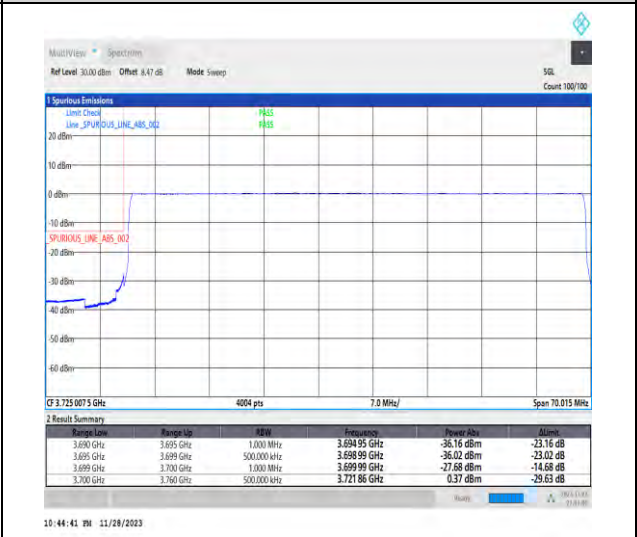 MultiView Spectrum
Ref Level 30.00 dBm Offset 8.47 dB Mode Sweep SGL
Count 100/100
1 Spurious Emissions
Limit Check PASS
Line _SPURIOUS_LINE_ABS_002 PASS
20 dBm
10 dBm
0 dBm
-10 dBm
_SPURIOUS_LINE_ABS_002
-20 dBm
-30 dBm
-40 dBm
-50 dBm
-60 dBm
CF 3.725 007 5 GHz 4004 pts 7.0 MHz/ Span 70.015 MHz
2 Result Summary
Range Low Range Up RBW Frequency Power Abs ΔLimit
3.690 GHz 3.695 GHz 1.000 MHz 3.694 95 GHz -36.16 dBm -23.16 dB
3.695 GHz 3.699 GHz 500.000 kHz 3.698 99 GHz -36.02 dBm -23.02 dB
3.699 GHz 3.700 GHz 1.000 MHz 3.699 99 GHz -27.68 dBm -14.68 dB
3.700 GHz 3.760 GHz 500.000 kHz 3.721 86 GHz 0.37 dBm -29.63 dB
10:44:41 PM 11/28/2023